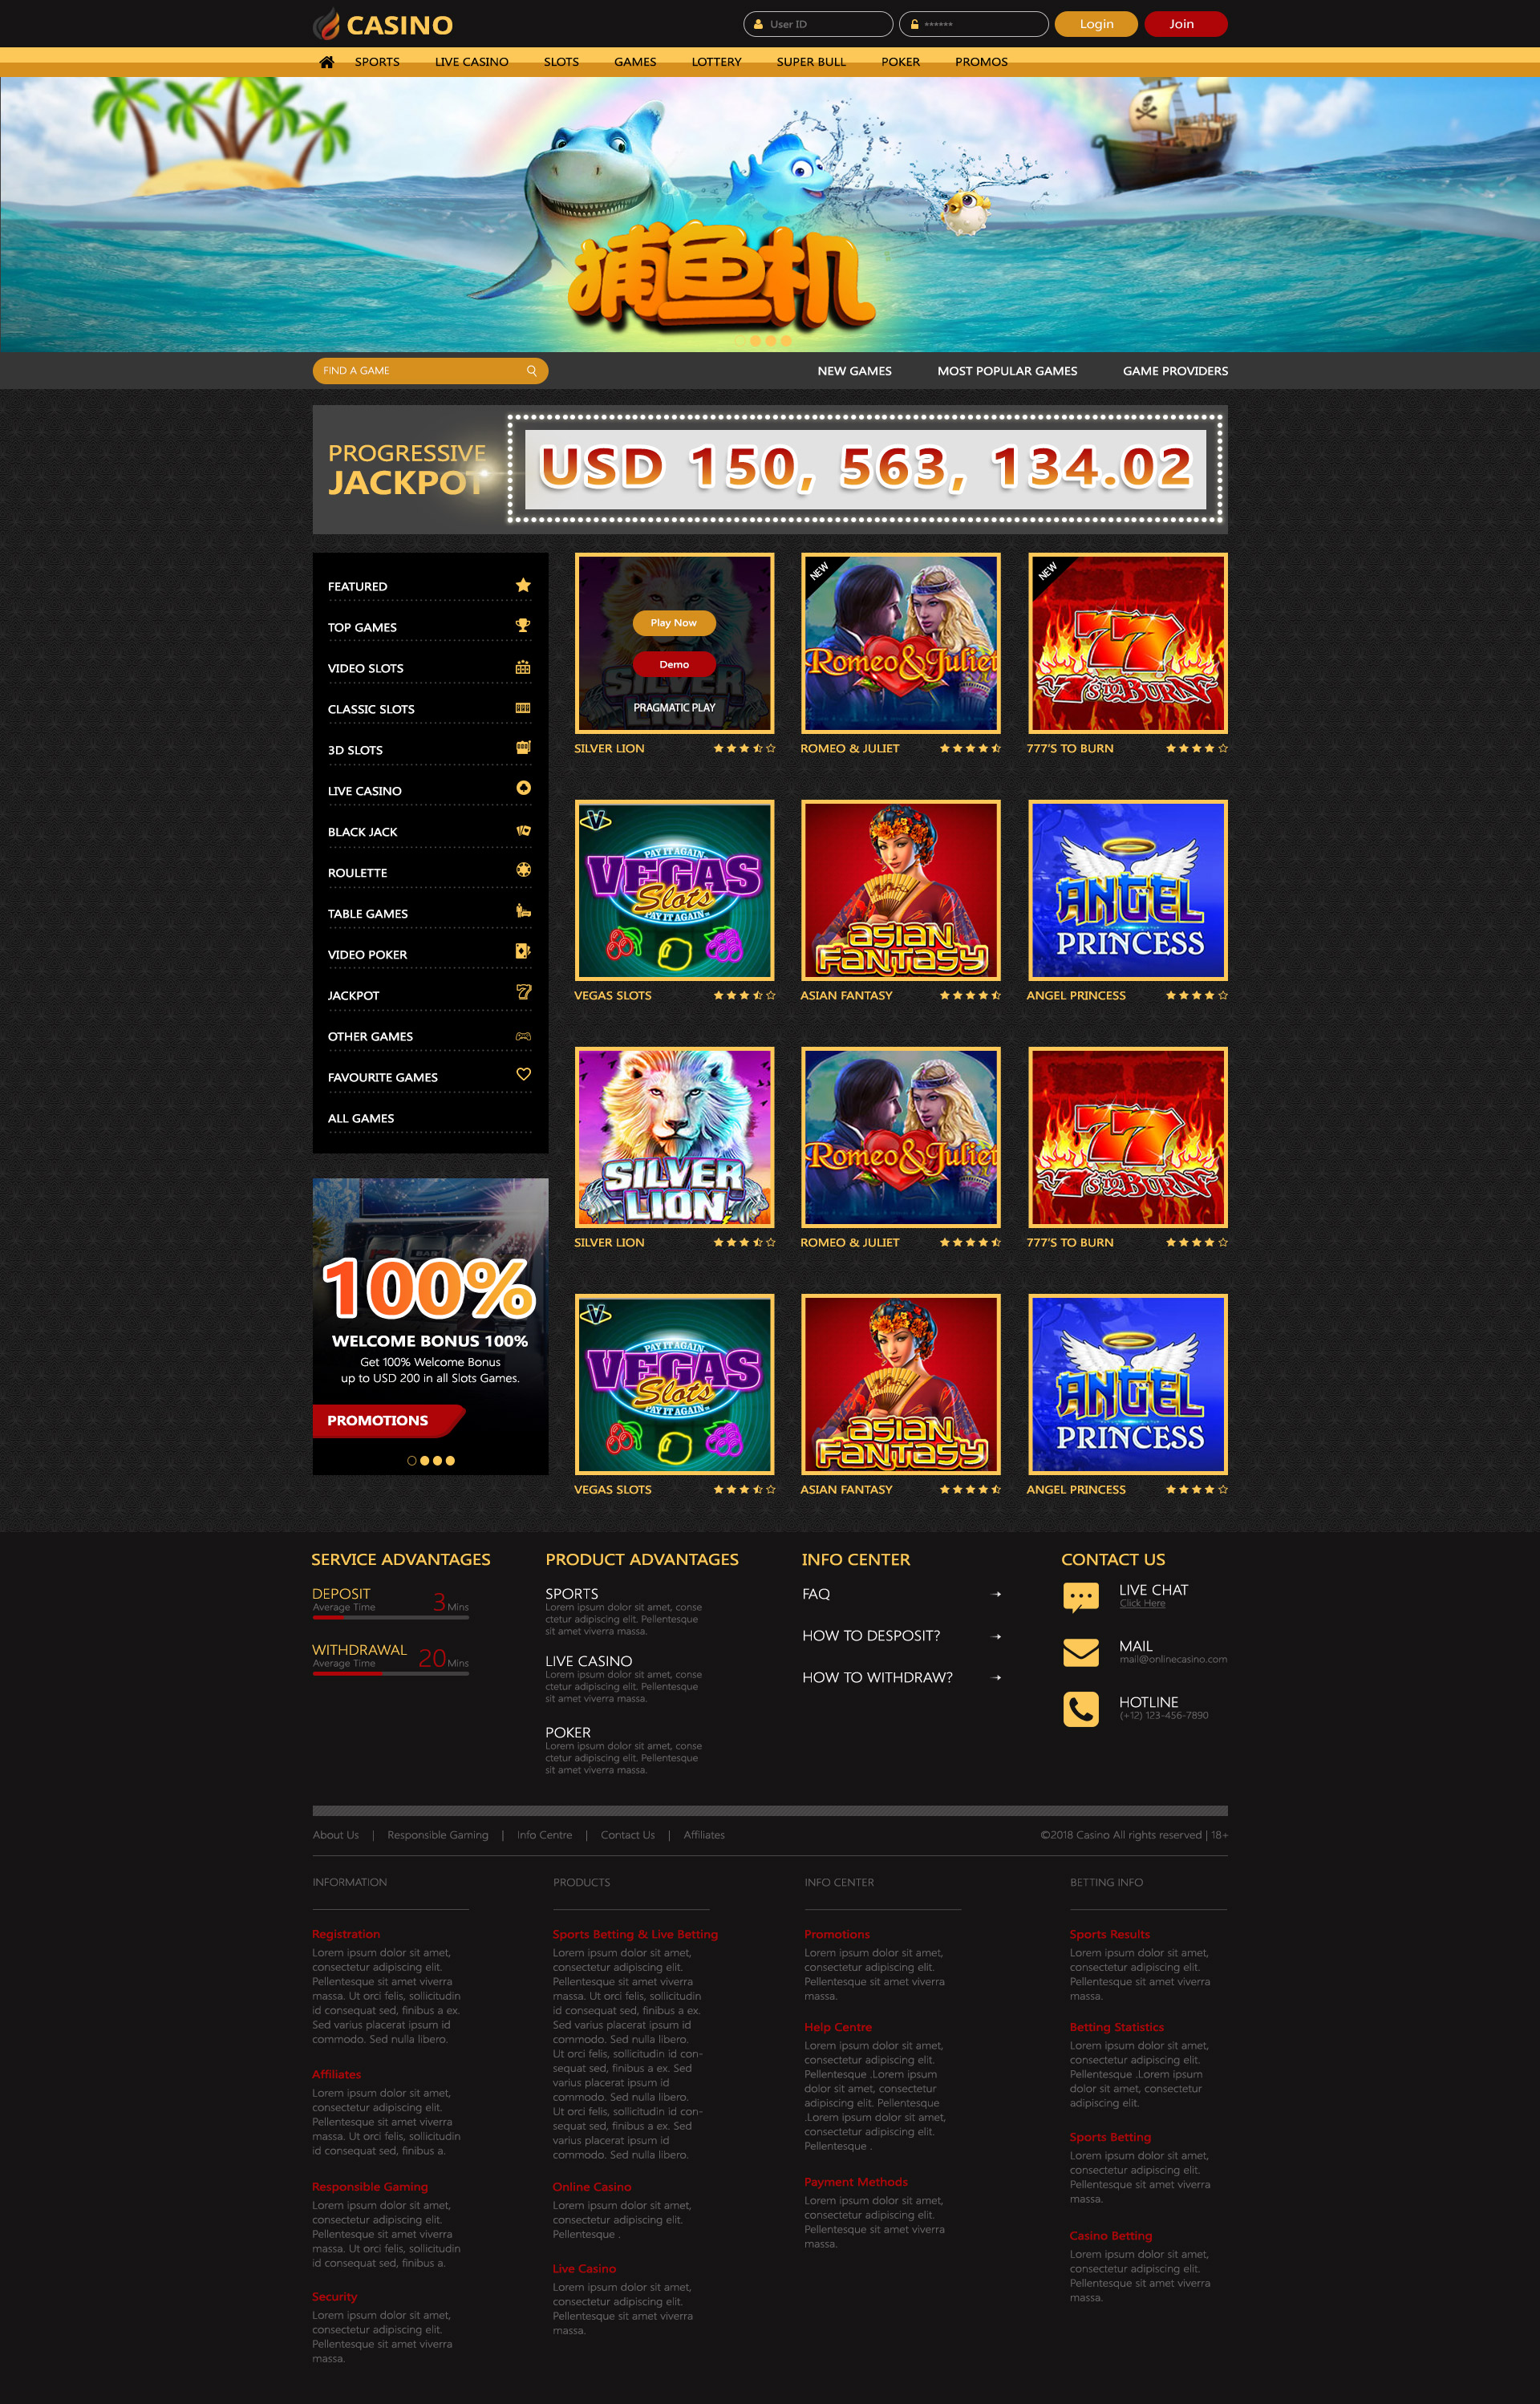 CASINO
User ID
******
Login
Join
SPORTS
LIVE CASINO
SLOTS
GAMES
LOTTERY
SUPER BULL
POKER
PROMOS
捕鱼机
FIND A GAME
NEW GAMES
MOST POPULAR GAMES
GAME PROVIDERS
PROGRESSIVE
JACKPOT
USD 150, 563, 134.02
FEATURED
TOP GAMES
VIDEO SLOTS
CLASSIC SLOTS
3D SLOTS
LIVE CASINO
BLACK JACK
ROULETTE
TABLE GAMES
VIDEO POKER
JACKPOT
OTHER GAMES
FAVOURITE GAMES
ALL GAMES
100%
WELCOME BONUS 100%
Get 100% Welcome Bonus
up to USD 200 in all Slots Games.
PROMOTIONS
Play Now
Demo
SILVER
PRAGMATIC PLAY
SILVER LION
NEW
Romeo&Juliet
ROMEO & JULIET
NEW
777
7'S TO BURN
777'S TO BURN
PAY IT AGAIN
VEGAS
Slots
PAY IT AGAIN
VEGAS SLOTS
ASIAN
FANTASY
ASIAN FANTASY
ANGEL
PRINCESS
ANGEL PRINCESS
SILVER
LION
SILVER LION
Romeo&Juliet
ROMEO & JULIET
777
7'S TO BURN
777'S TO BURN
PAY IT AGAIN
VEGAS
Slots
PAY IT AGAIN
VEGAS SLOTS
ASIAN
FANTASY
ASIAN FANTASY
ANGEL
PRINCESS
ANGEL PRINCESS
SERVICE ADVANTAGES
DEPOSIT
Average Time
3 Mins
WITHDRAWAL
Average Time
20 Mins
PRODUCT ADVANTAGES
SPORTS
Lorem ipsum dolor sit amet, conse
ctetur adipiscing elit. Pellentesque
sit amet viverra massa.
LIVE CASINO
Lorem ipsum dolor sit amet, conse
ctetur adipiscing elit. Pellentesque
sit amet viverra massa.
POKER
Lorem ipsum dolor sit amet, conse
ctetur adipiscing elit. Pellentesque
sit amet viverra massa.
INFO CENTER
FAQ
HOW TO DESPOSIT?
HOW TO WITHDRAW?
CONTACT US
LIVE CHAT
Click Here
MAIL
mail@onlinecasino.com
HOTLINE
(+12) 123-456-7890
About Us | Responsible Gaming | Info Centre | Contact Us | Affiliates
©2018 Casino All rights reserved | 18+
INFORMATION
Registration
Lorem ipsum dolor sit amet,
consectetur adipiscing elit.
Pellentesque sit amet viverra
massa. Ut orci felis, sollicitudin
id consequat sed, finibus a ex.
Sed varius placerat ipsum id
commodo. Sed nulla libero.
Affiliates
Lorem ipsum dolor sit amet,
consectetur adipiscing elit.
Pellentesque sit amet viverra
massa. Ut orci felis, sollicitudin
id consequat sed, finibus a.
Responsible Gaming
Lorem ipsum dolor sit amet,
consectetur adipiscing elit.
Pellentesque sit amet viverra
massa. Ut orci felis, sollicitudin
id consequat sed, finibus a.
Security
Lorem ipsum dolor sit amet,
consectetur adipiscing elit.
Pellentesque sit amet viverra
massa.
PRODUCTS
Sports Betting & Live Betting
Lorem ipsum dolor sit amet,
consectetur adipiscing elit.
Pellentesque sit amet viverra
massa. Ut orci felis, sollicitudin
id consequat sed, finibus a ex.
Sed varius placerat ipsum id
commodo. Sed nulla libero.
Ut orci felis, sollicitudin id con-
sequat sed, finibus a ex. Sed
varius placerat ipsum id
commodo. Sed nulla libero.
Ut orci felis, sollicitudin id con-
sequat sed, finibus a ex. Sed
varius placerat ipsum id
commodo. Sed nulla libero.
Online Casino
Lorem ipsum dolor sit amet,
consectetur adipiscing elit.
Pellentesque .
Live Casino
Lorem ipsum dolor sit amet,
consectetur adipiscing elit.
Pellentesque sit amet viverra
massa.
INFO CENTER
Promotions
Lorem ipsum dolor sit amet,
consectetur adipiscing elit.
Pellentesque sit amet viverra
massa.
Help Centre
Lorem ipsum dolor sit amet,
consectetur adipiscing elit.
Pellentesque .Lorem ipsum
dolor sit amet, consectetur
adipiscing elit. Pellentesque
.Lorem ipsum dolor sit amet,
consectetur adipiscing elit.
Pellentesque .
Payment Methods
Lorem ipsum dolor sit amet,
consectetur adipiscing elit.
Pellentesque sit amet viverra
massa.
BETTING INFO
Sports Results
Lorem ipsum dolor sit amet,
consectetur adipiscing elit.
Pellentesque sit amet viverra
massa.
Betting Statistics
Lorem ipsum dolor sit amet,
consectetur adipiscing elit.
Pellentesque .Lorem ipsum
dolor sit amet, consectetur
adipiscing elit.
Sports Betting
Lorem ipsum dolor sit amet,
consectetur adipiscing elit.
Pellentesque sit amet viverra
massa.
Casino Betting
Lorem ipsum dolor sit amet,
consectetur adipiscing elit.
Pellentesque sit amet viverra
massa.